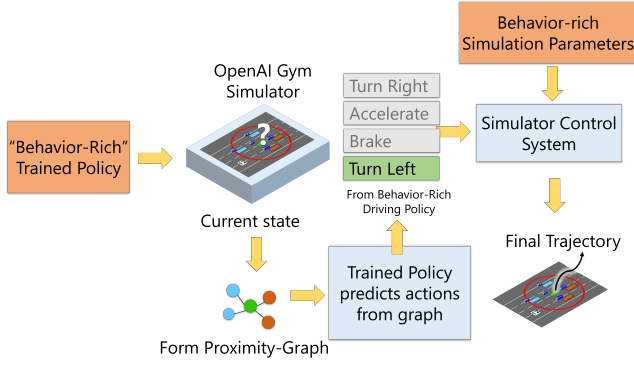 Behavior-rich
Simulation Parameters
OpenAI Gym
Simulator
Turn Right
Accelerate
Brake
Turn Left
Simulator Control
System
“Behavior-Rich”
Trained Policy
?
From Behavior-Rich
Driving Policy
Current state
Final Trajectory
Trained Policy
predicts actions
from graph
Form Proximity-Graph